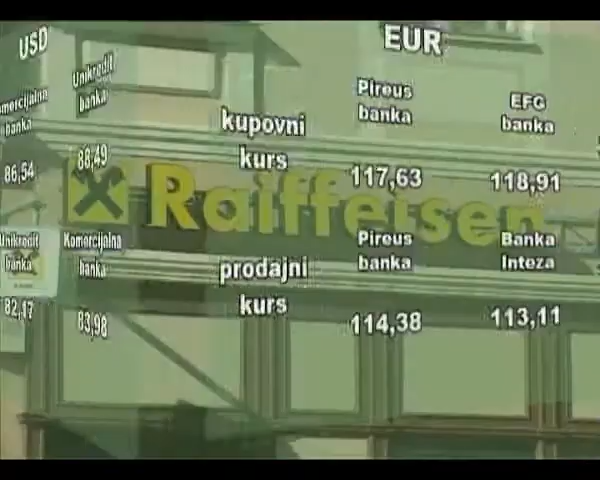 USD
EUR
Unikredit
banka
Pireus
banka
EFG
banka
banka
kupovni
kurs
86,54
88,49
117,63
118,91
Raiffeisen
Unikredit
banka
Komercijalna
banka
Pireus
banka
Banka
Inteza
prodajni
kurs
82,17
83,98
114,38
113,11